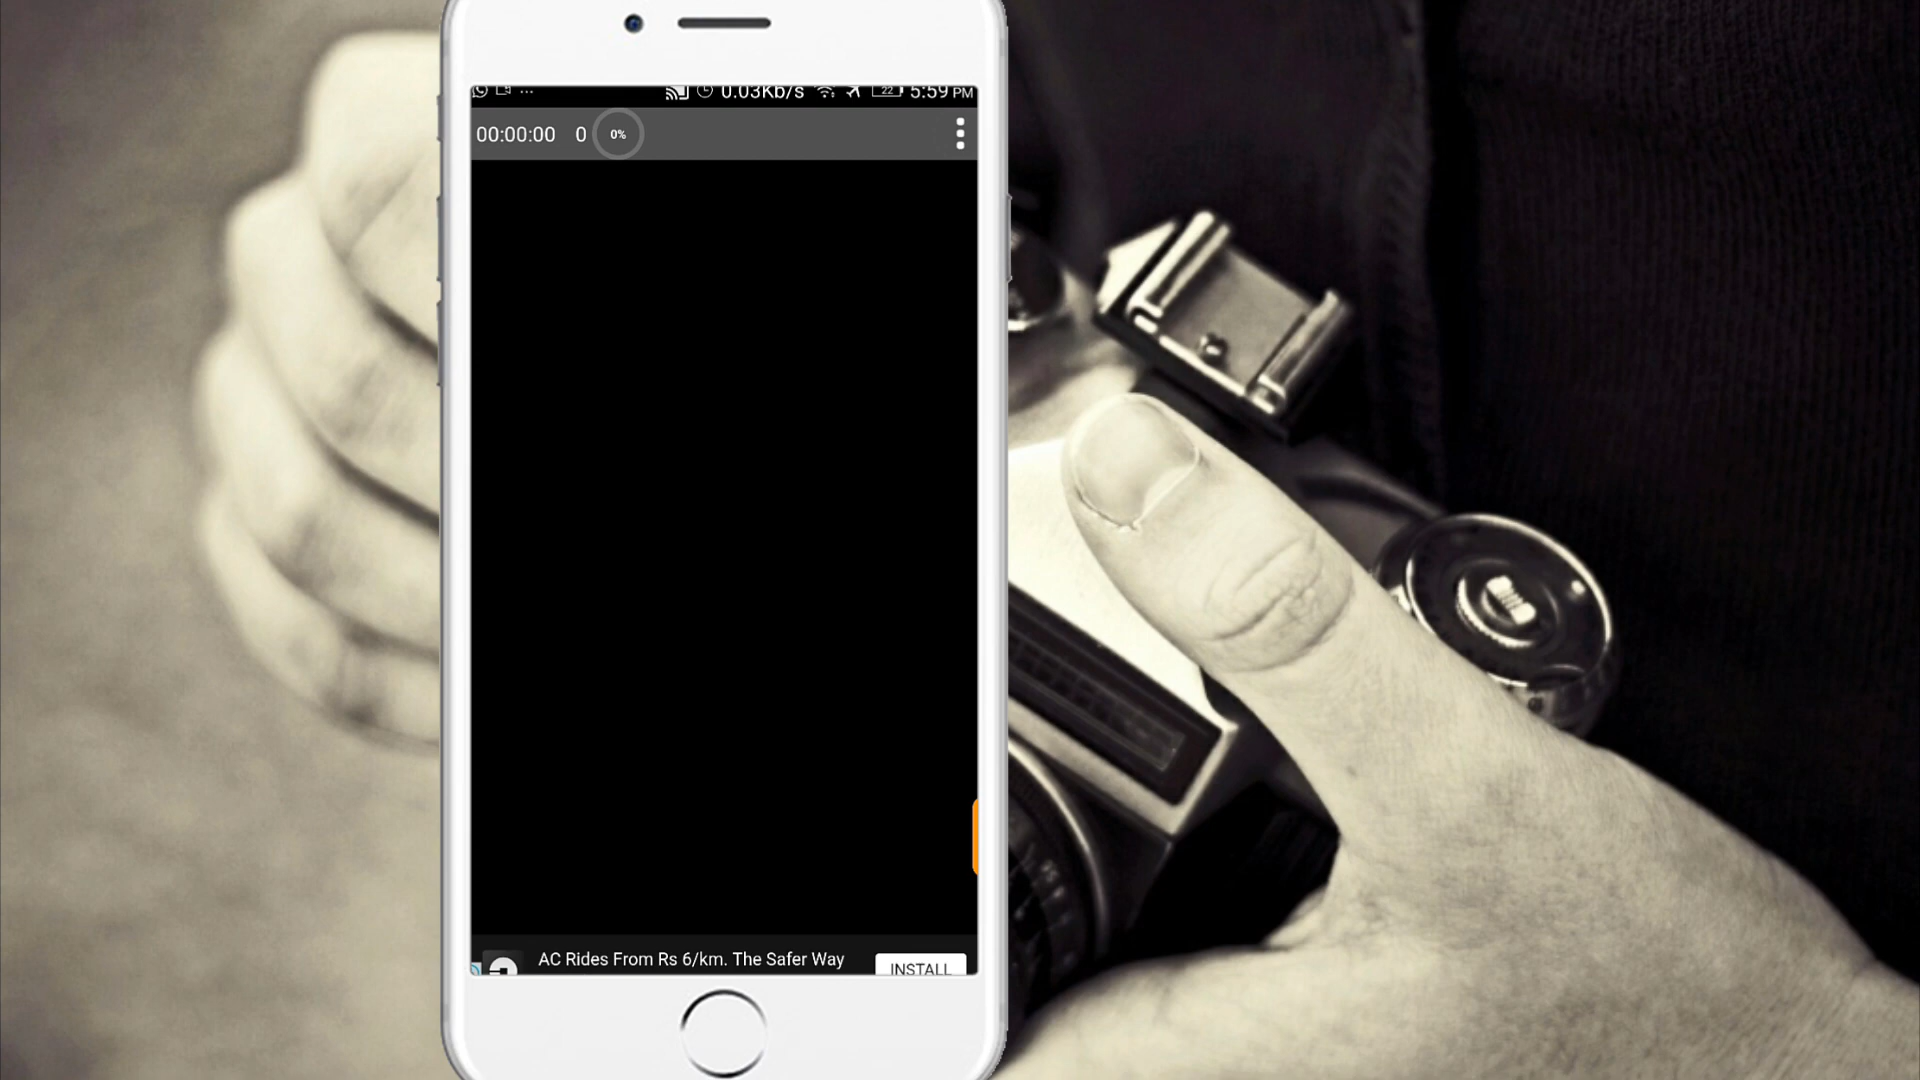 0.03Kb/s 22 5:59 PM
00:00:00 0 0%
AC Rides From Rs 6/km. The Safer Way
INSTALL